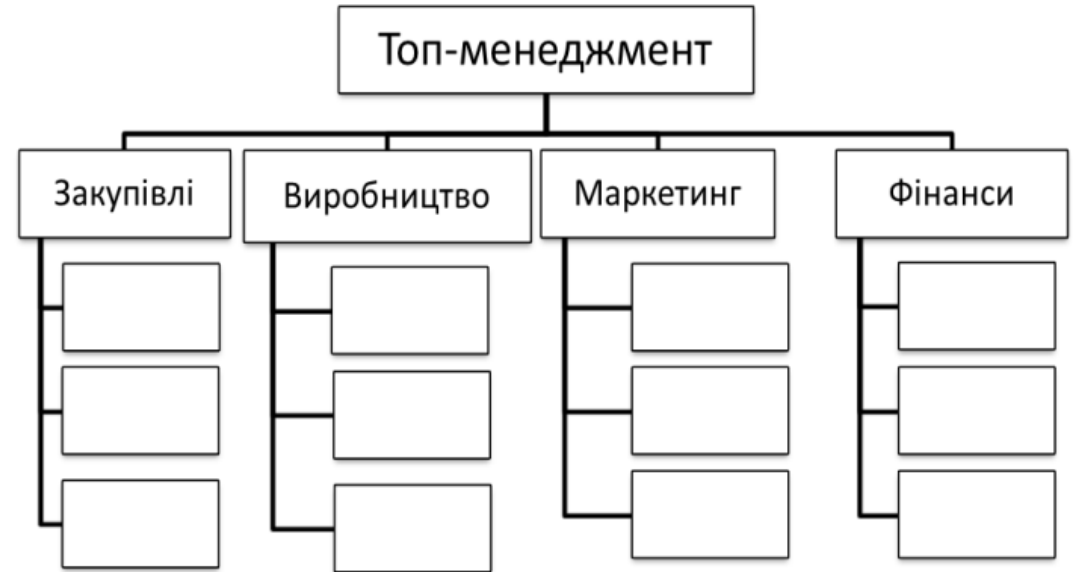 Топ-менеджмент
Закупівлі
Виробництво
Маркетинг
Фінанси